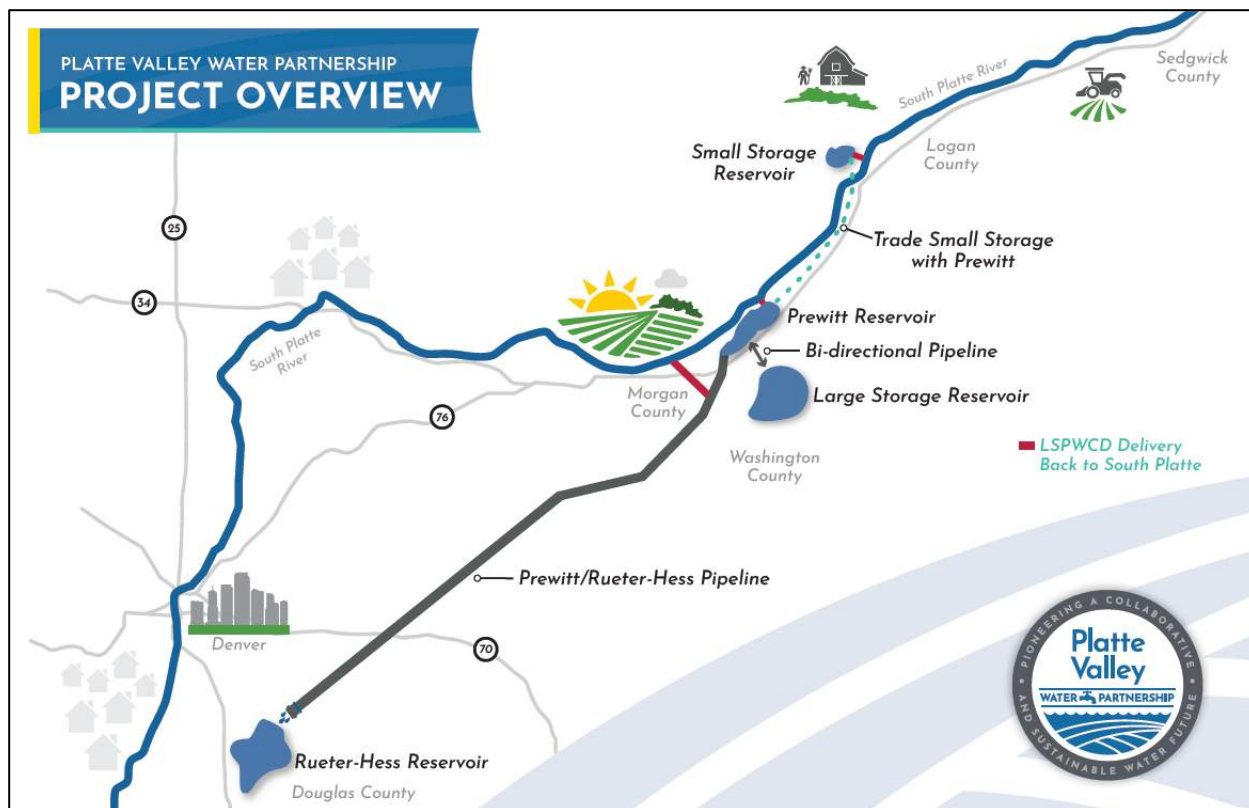 PLATTE VALLEY WATER PARTNERSHIP
PROJECT OVERVIEW
Sedgwick
County
South Platte River
Logan
County
Small Storage
Reservoir
25
Trade Small Storage
with Prewitt
34
Prewitt Reservoir
South Platte
River
Bi-directional Pipeline
Morgan
County
Large Storage Reservoir
76
Washington
County
LSPWCD Delivery
Back to South Platte
Prewitt/Rueter-Hess Pipeline
Denver
70
PIONEERING A COLLABORATIVE
AND SUSTAINABLE WATER FUTURE
Platte
Valley
WATER PARTNERSHIP
Rueter-Hess Reservoir
Douglas County